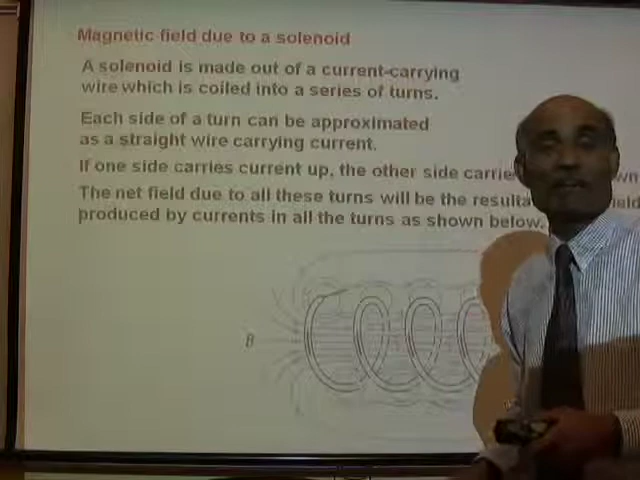 Magnetic field due to a solenoid
A solenoid is made out of a current-carrying
wire which is coiled into a series of turns.
Each side of a turn can be approximated
as a straight wire carrying current.
If one side carries current up, the other side carrie wn
The net field due to all these turns will be the resulta ield
produced by currents in all the turns as shown below.
B